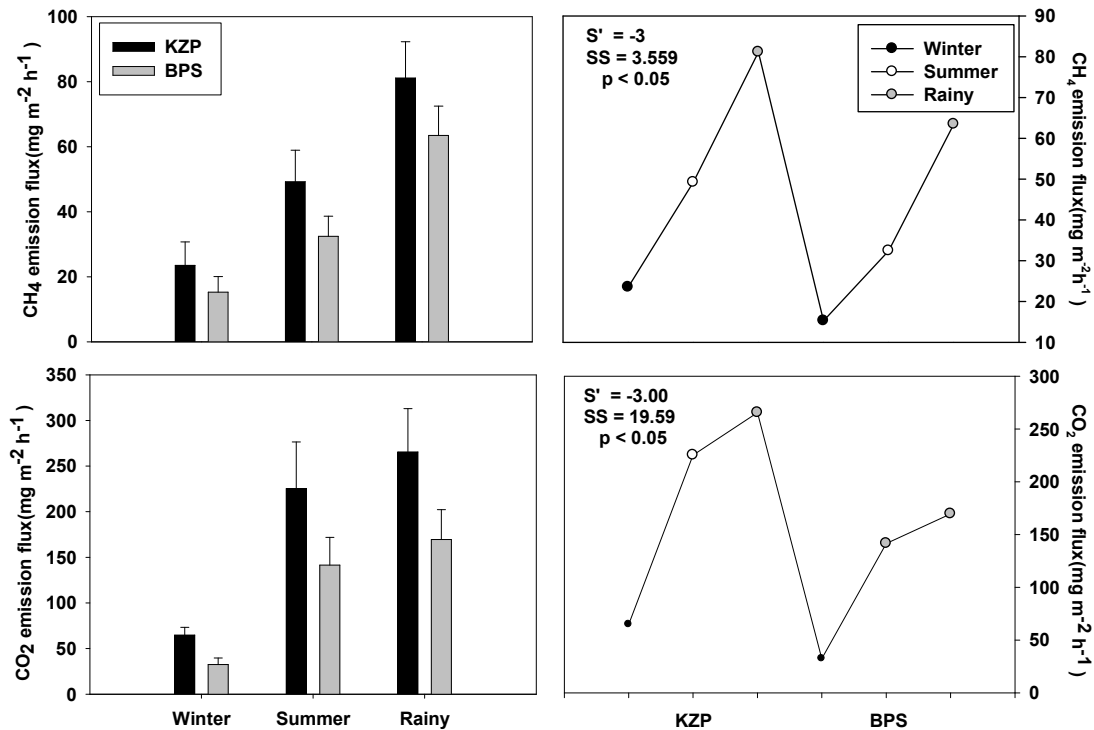 CH4 emission flux(mg m-2 h-1 )
100
80
60
40
20
0
KZP
BPS
S' = -3
SS = 3.559
p < 0.05
Winter
Summer
Rainy
90
80
70
60
50
40
30
20
10
CH4 emission flux(mg m-2h-1)
CO2 emission flux(mg m-2 h-1 )
350
300
250
200
150
100
50
0
Winter
Summer
Rainy
S' = -3.00
SS = 19.59
p < 0.05
300
250
200
150
100
50
0
CO2 emission flux(mg m-2 h-1)
KZP
BPS